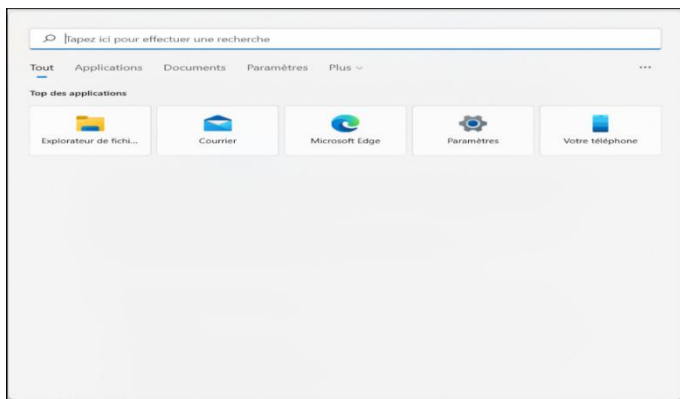 Tapez ici pour effectuer une recherche
Tout Applications Documents Paramètres Plus
Top des applications
Explorateur de fichi... Courrier Microsoft Edge Paramètres Votre téléphone